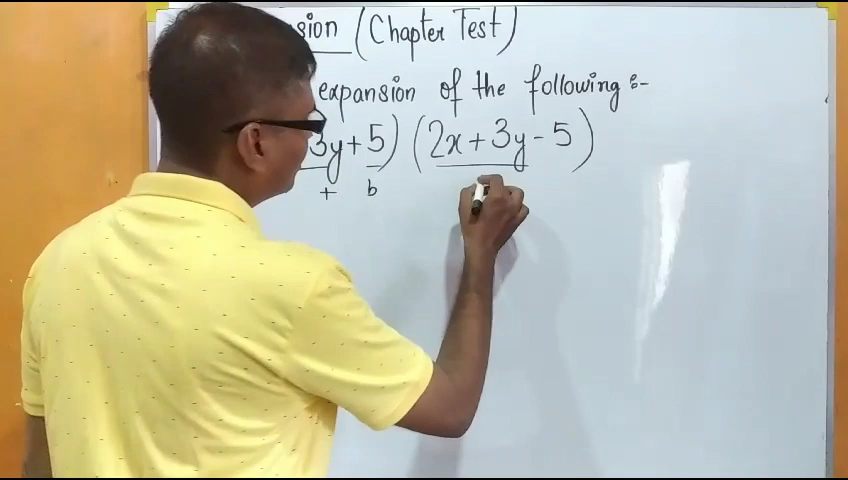 sion (Chapter Test)
expansion of the following :-
3y + 5) (2x + 3y - 5)
+ b